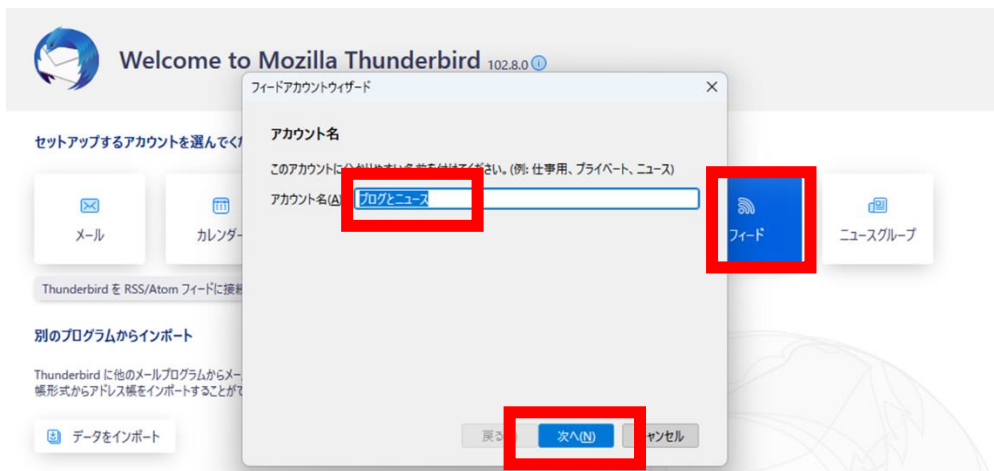 Welcome to Mozilla Thunderbird 102.8.0
フィードアカウントウィザード
セットアップするアカウントを選んでくだ
アカウント名
このアカウントに分かりやすい名前を付けてください。(例: 仕事用、プライベート、ニュース)
アカウント名(A)
ブログとニュース
メール
カレンダー
フィード
ニュースグループ
Thunderbird を RSS/Atom フィードに接続
別のプログラムからインポート
Thunderbird に他のメールプログラムからメー
帳形式からアドレス帳をインポートすることがで
データをインポート
戻る
次へ(N)
キャンセル